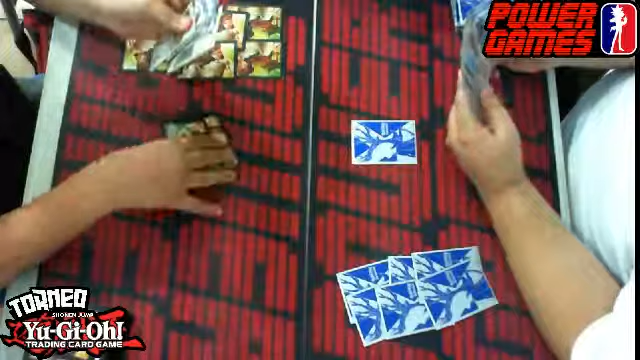 POWER
GAMES
TORNEO
SHONEN JUMP
Yu-Gi-Oh!
TRADING CARD GAME